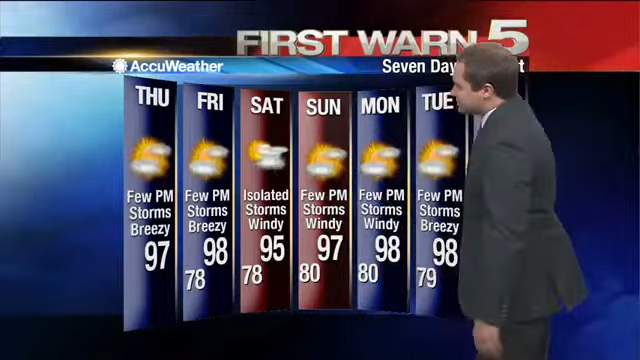 FIRST WARN 5
AccuWeather
Seven Day
t
THU
Few PM
Storms
Breezy
97
FRI
Few PM
Storms
Breezy
98
78
SAT
Isolated
Storms
Windy
95
78
SUN
Few PM
Storms
Windy
97
80
MON
Few PM
Storms
Windy
98
80
TUE
Few PM
Storms
Breezy
98
79